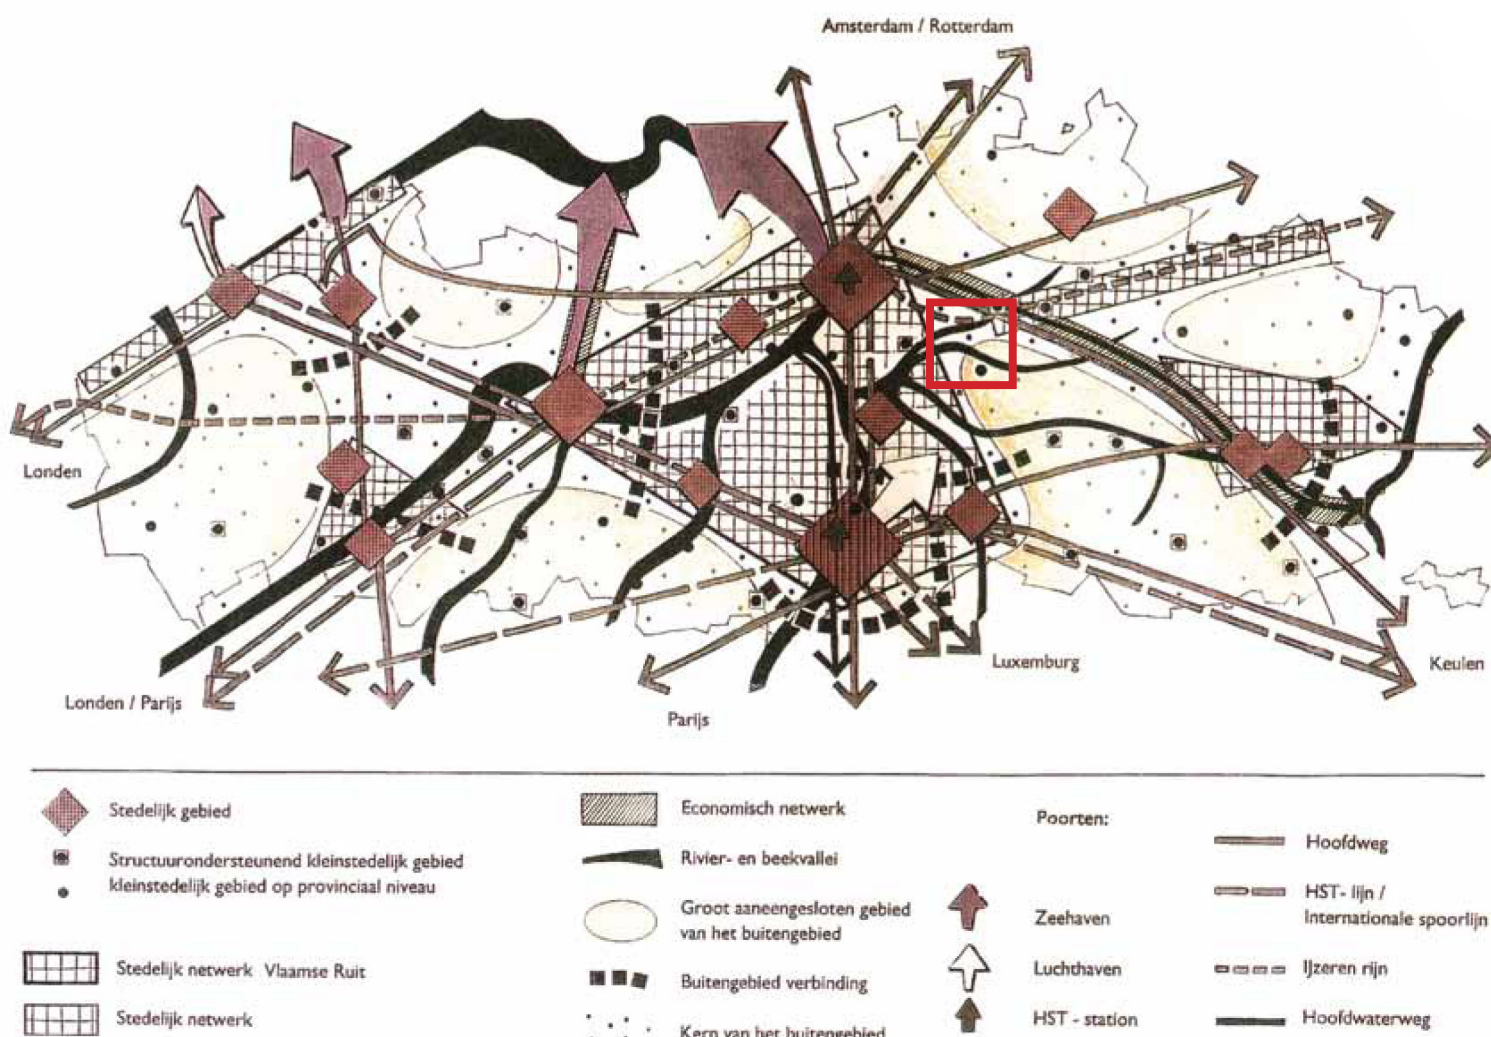 Amsterdam / Rotterdam
Londen
Londen / Parijs
Parijs
Luxemburg
Keulen
Stedelijk gebied
Structuurondersteunend kleinstedelijk gebied
kleinstedelijk gebied op provinciaal niveau
Stedelijk netwerk Vlaamse Ruit
Stedelijk netwerk
Economisch netwerk
Rivier- en beekvallei
Groot aaneengesloten gebied
van het buitengebied
Buitengebied verbinding
Kern van het buitengebied
Poorten:
Zeehaven
Luchthaven
HST - station
Hoofdweg
HST- lijn /
Internationale spoorlijn
IJzeren rijn
Hoofdwaterweg